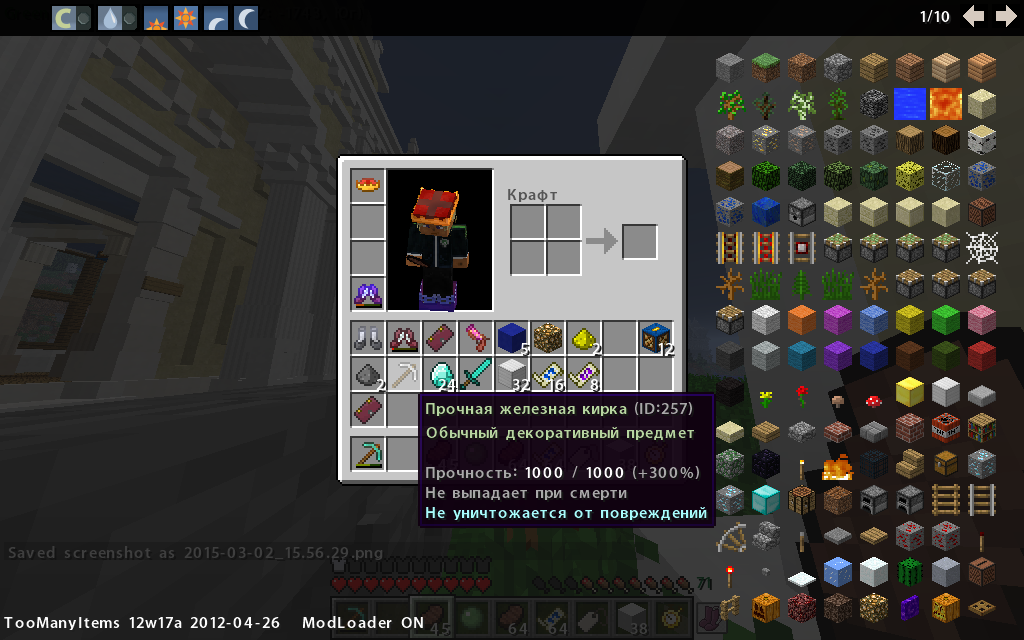 1/10
Крафт
5
2
12
2
24
32
16
8
Прочная железная кирка (ID:257)
Обычный декоративный предмет
Прочность: 1000 / 1000 (+300%)
Не выпадает при смерти
Не уничтожается от повреждений
Saved screenshot as 2015-03-02_15.56.29.png
71
45
64
64
38
TooManyItems 12w17a 2012-04-26 ModLoader ON